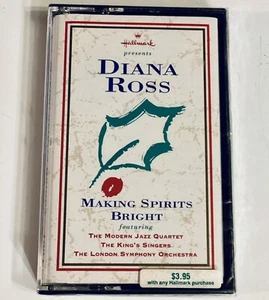 Hallmark
presents
DIANA
ROSS
MAKING SPIRITS
BRIGHT
featuring
THE MODERN JAZZ QUARTET
THE KING'S SINGERS
THE LONDON SYMPHONY ORCHESTRA
$3.95
with any Hallmark purchase